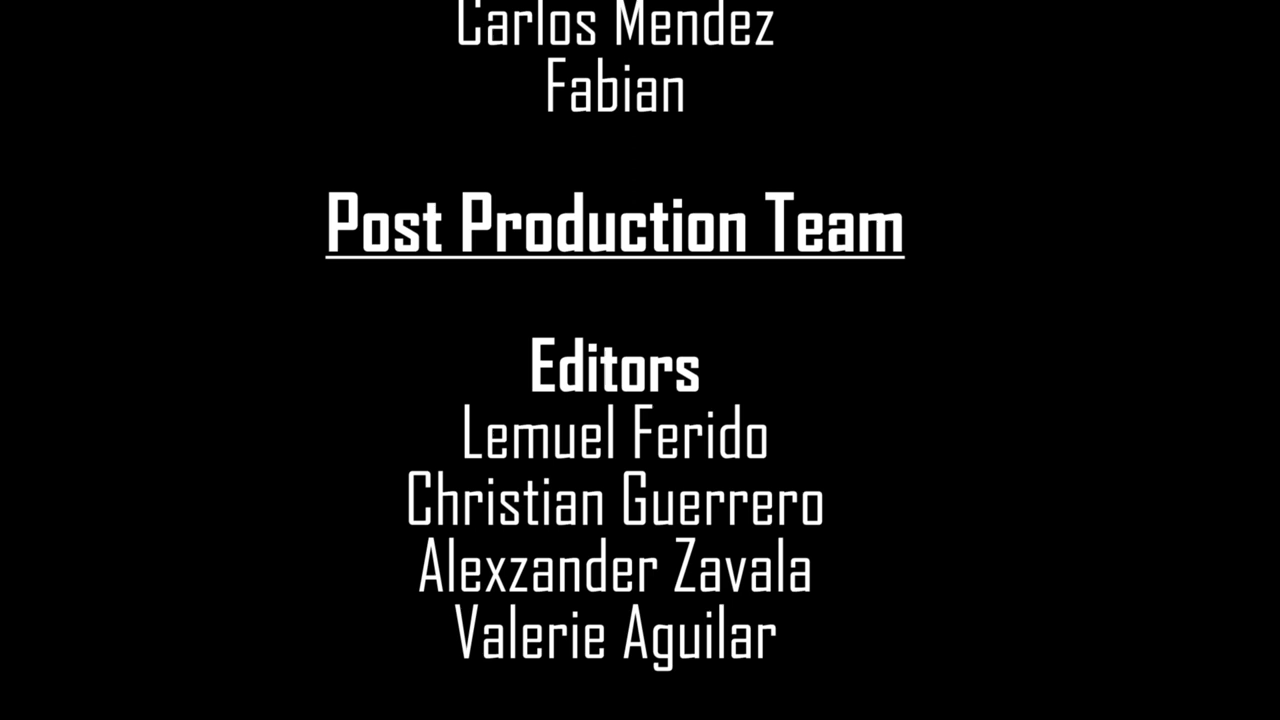 Carlos Mendez
Fabian
Post Production Team
Editors
Lemuel Ferido
Christian Guerrero
Alexzander Zavala
Valerie Aguilar